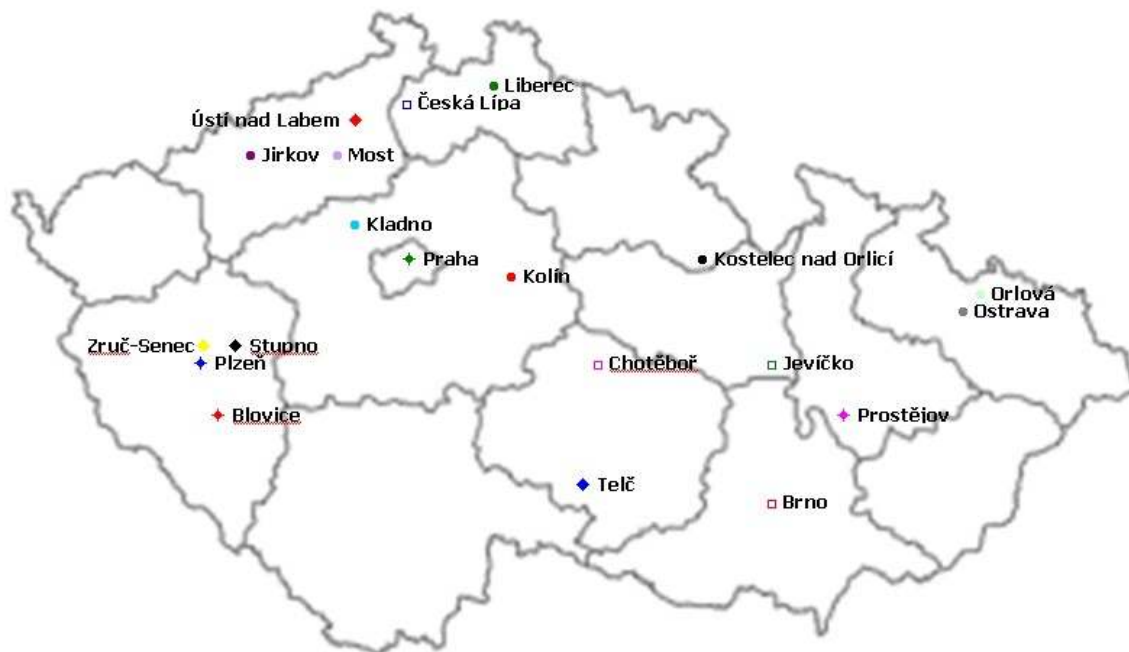 Liberec
Česká Lípa
Ústí nad Labem
Jirkov
Most
Kladno
Praha
Kostelec nad Orlicí
Kolín
Orlová
Ostrava
Zruč-Senec
Stupno
Plzeň
Chotěboř
Jevíčko
Blovice
Prostějov
Telč
Brno